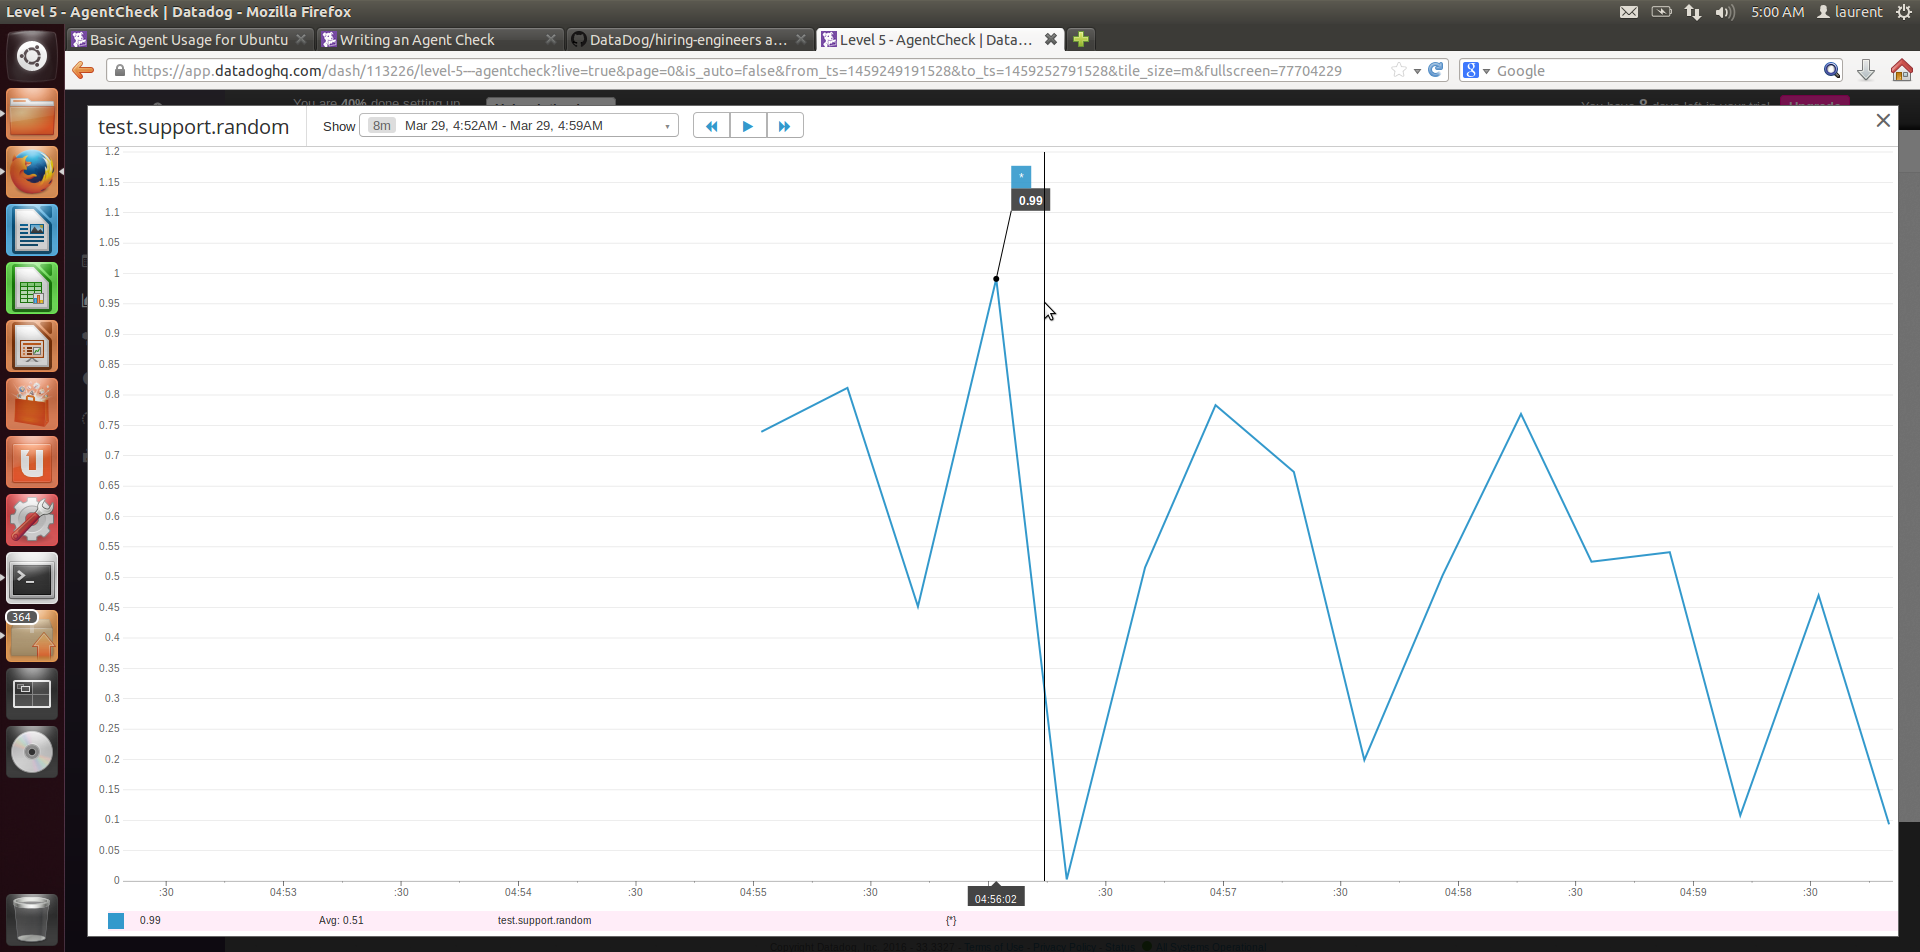 Level 5 - AgentCheck | Datadog - Mozilla Firefox
5:00 AM laurent
Basic Agent Usage for Ubuntu
Writing an Agent Check
DataDog/hiring-engineers a...
Level 5 - AgentCheck | Data...
https://app.datadoghq.com/dash/113226/level-5---agentcheck?live=true&page=0&is_auto=false&from_ts=1459249191528&to_ts=1459252791528&tile_size=m&fullscreen=77704229
8 Google
You are 40% done setting up
test.support.random
Show 8m Mar 29, 4:52AM - Mar 29, 4:59AM
1.2
1.15
1.1
1.05
1
0.95
0.9
0.85
0.8
0.75
0.7
0.65
0.6
0.55
0.5
0.45
0.4
0.35
0.3
0.25
0.2
0.15
0.1
0.05
0
*
0.99
:30 04:53 :30 04:54 :30 04:55 :30 04:56:02 :30 04:57 :30 04:58 :30 04:59 :30
0.99 Avg: 0.51 test.support.random {*}
364